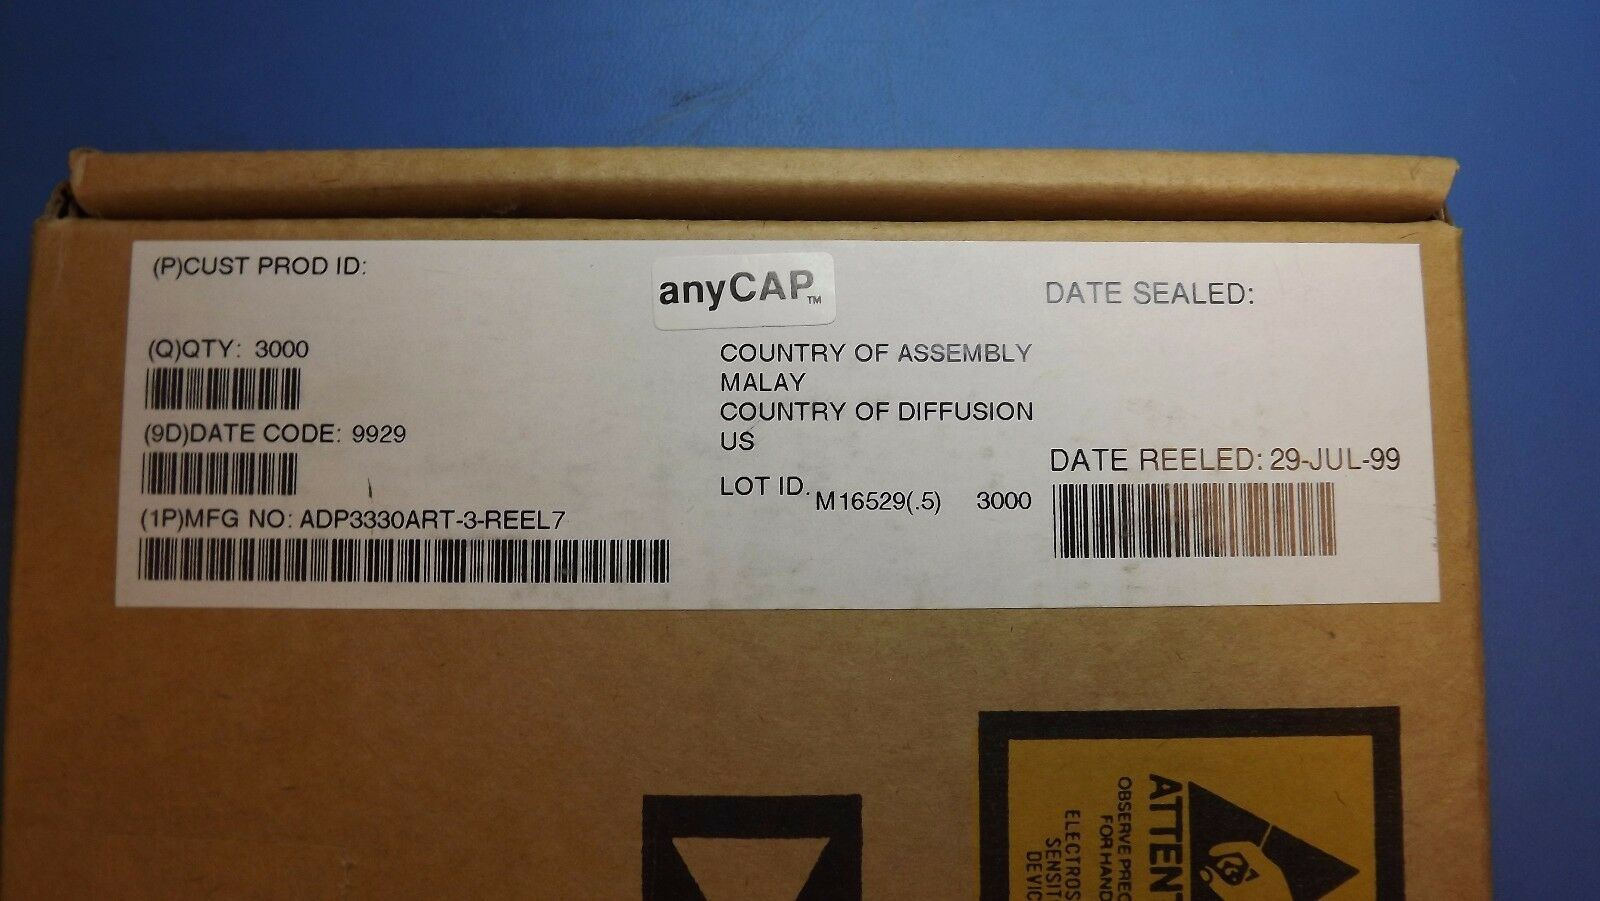 (P)CUST PROD ID:
anyCAP™
DATE SEALED:
(Q)QTY: 3000
(9D)DATE CODE: 9929
(1P)MFG NO: ADP3330ART-3-REEL7
COUNTRY OF ASSEMBLY
MALAY
COUNTRY OF DIFFUSION
US
LOT ID. M16529(.5) 3000
DATE REELED: 29-JUL-99
ATTEN
OBSERVE PREC
FOR HAND
ELECTROS
SENSIT
DEVIC